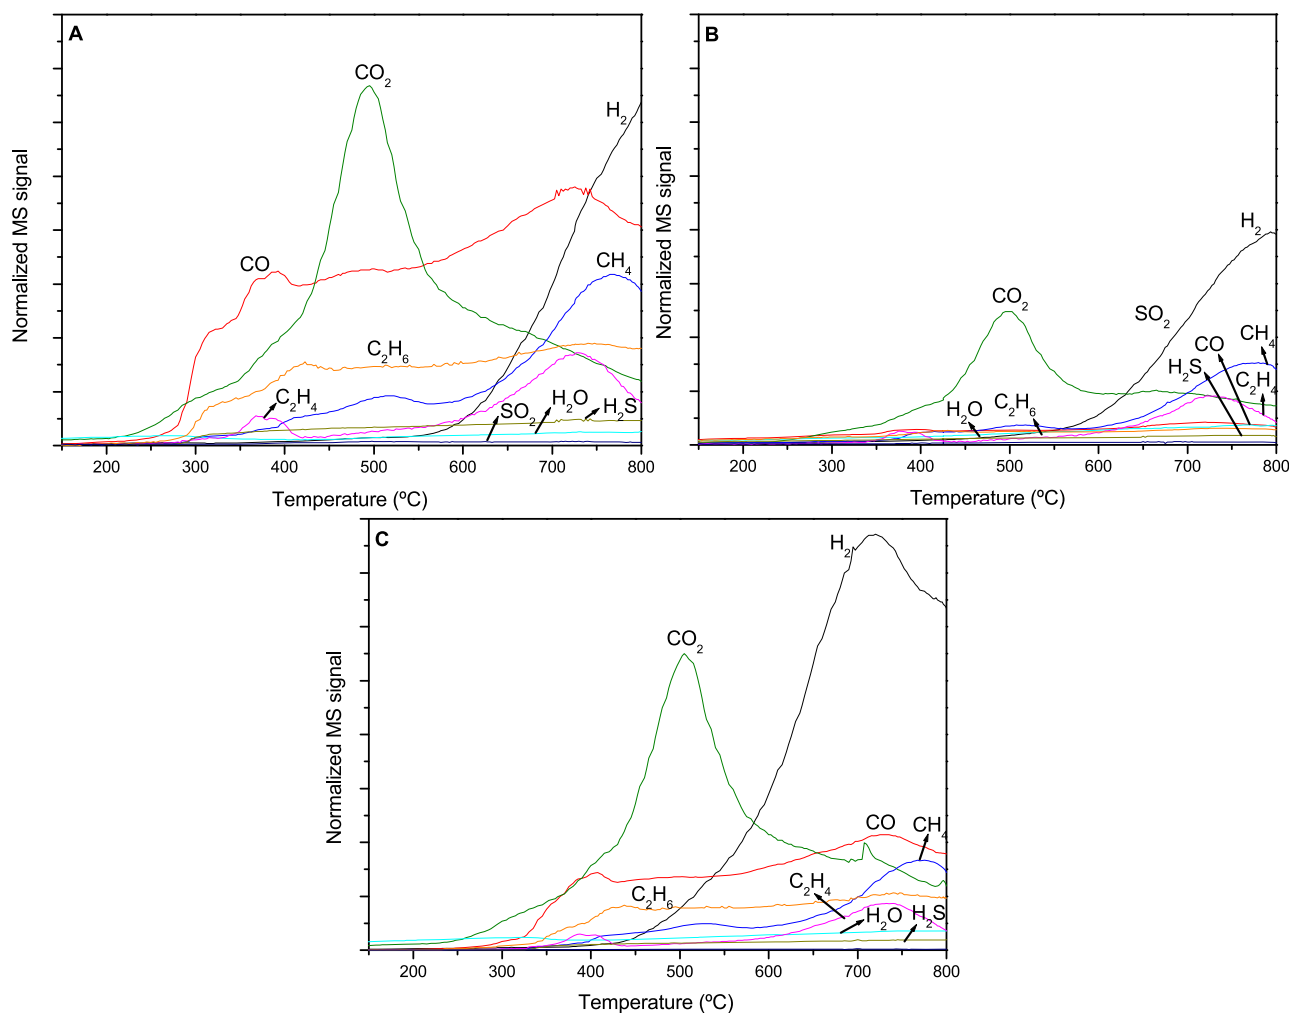 A
CO2
H2
CO
CH4
C2H6
C2H4
SO2
H2O
H2S
Normalized MS signal
200 300 400 500 600 700 800
Temperature (ºC)
B
H2
CO2
SO2
CO
CH4
H2S
C2H4
H2O
C2H6
Normalized MS signal
200 300 400 500 600 700 800
Temperature (ºC)
C
H2
CO2
CO
CH4
C2H6
C2H4
H2O
H2S
Normalized MS signal
200 300 400 500 600 700 800
Temperature (ºC)